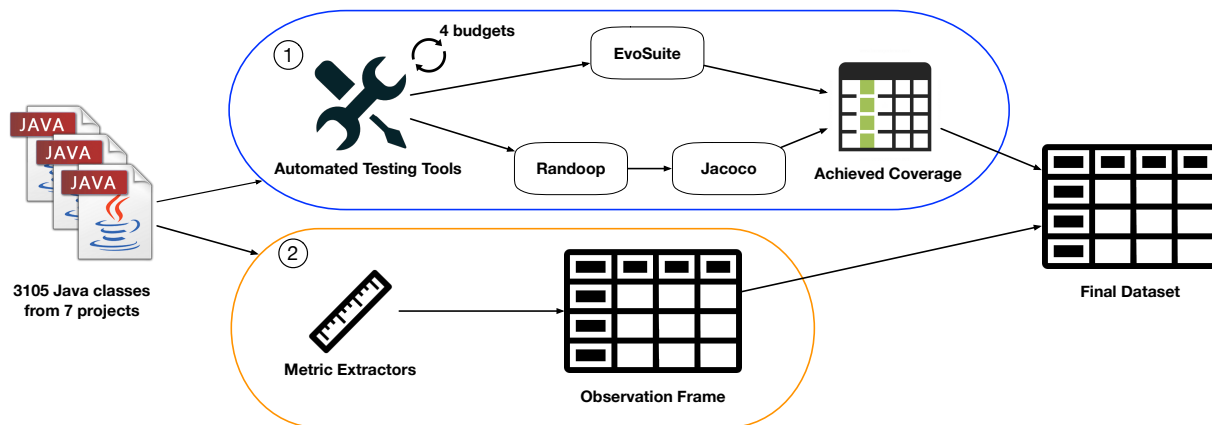 4 budgets
1
EvoSuite
JAVA
JAVA
JAVA
Automated Testing Tools
Randoop
Jacoco
Achieved Coverage
2
3105 Java classes
from 7 projects
Final Dataset
Metric Extractors
Observation Frame